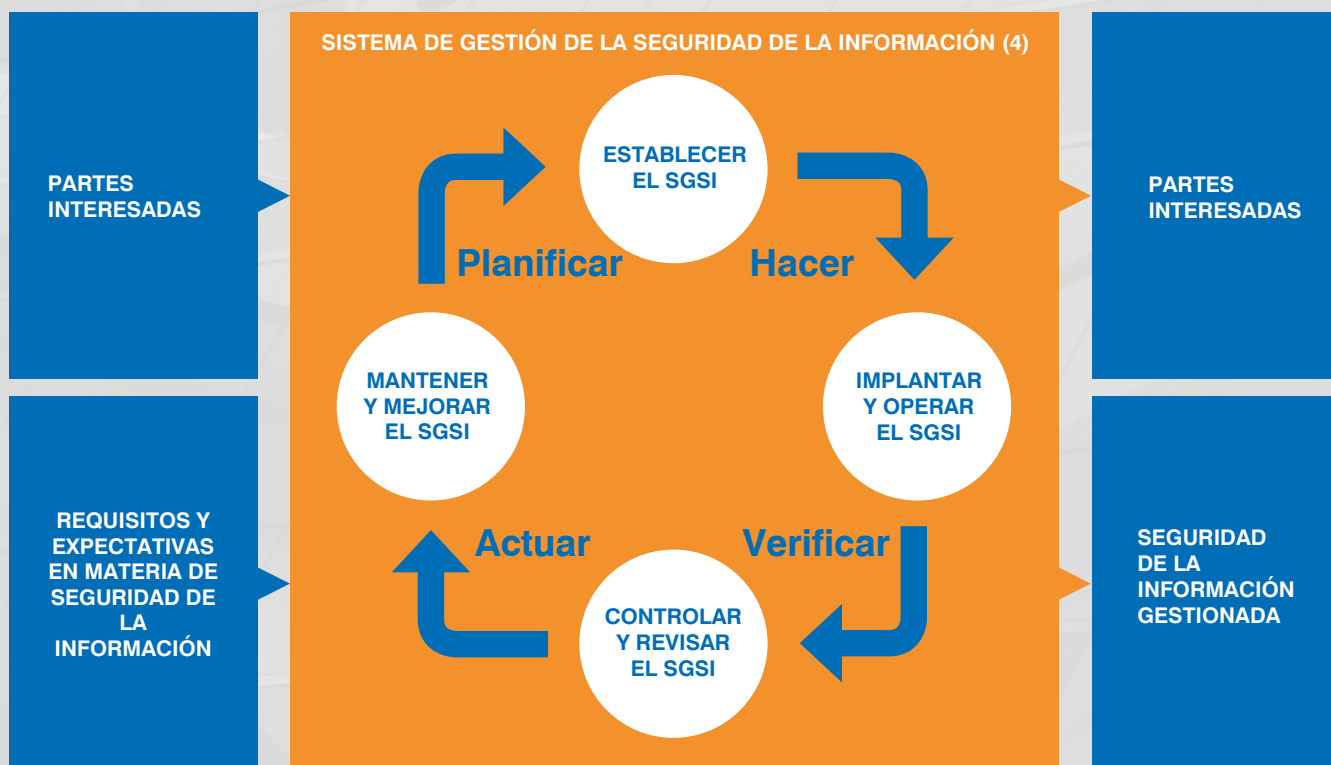 SISTEMA DE GESTIÓN DE LA SEGURIDAD DE LA INFORMACIÓN (4)
PARTES
INTERESADAS
REQUISITOS Y
EXPECTATIVAS
EN MATERIA DE
SEGURIDAD DE
LA
INFORMACIÓN
ESTABLECER
EL SGSI
Planificar
Hacer
MANTENER
Y MEJORAR
EL SGSI
IMPLANTAR
Y OPERAR
EL SGSI
Actuar
Verificar
CONTROLAR
Y REVISAR
EL SGSI
PARTES
INTERESADAS
SEGURIDAD
DE LA
INFORMACIÓN
GESTIONADA